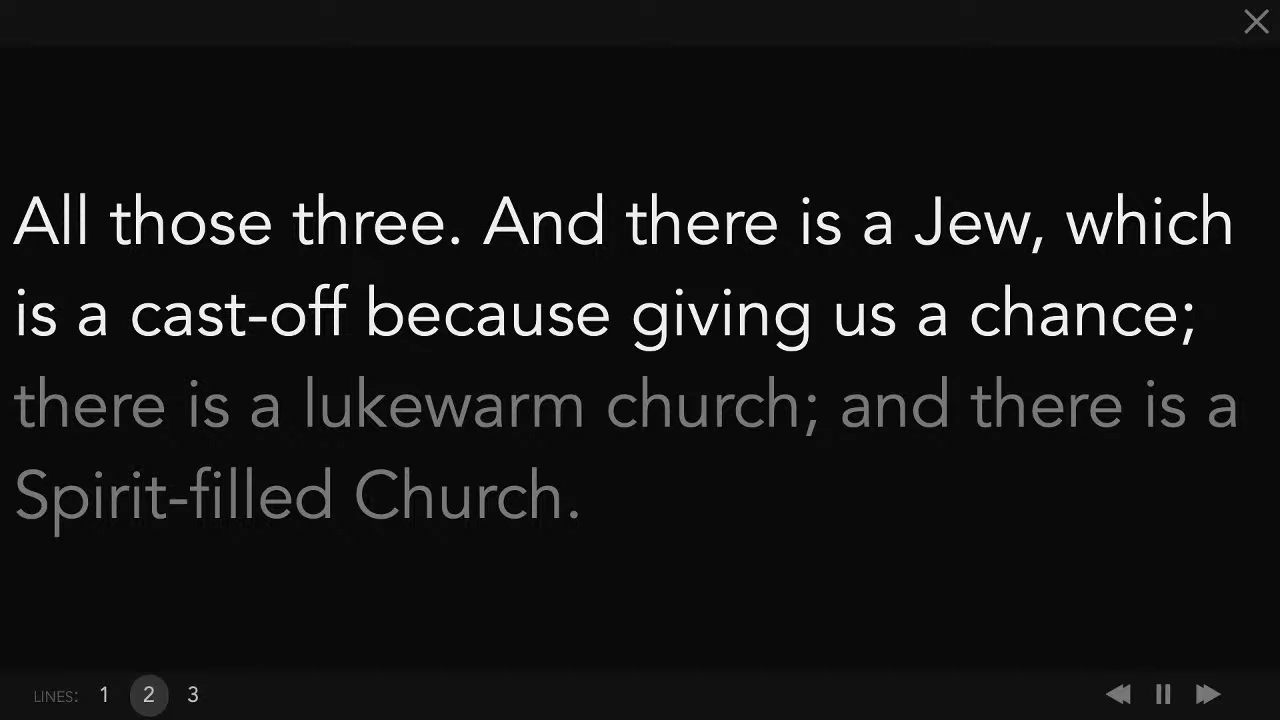 All those three. And there is a Jew, which
is a cast-off because giving us a chance;
there is a lukewarm church; and there is a
Spirit-filled Church.
LINES: 1 2 3